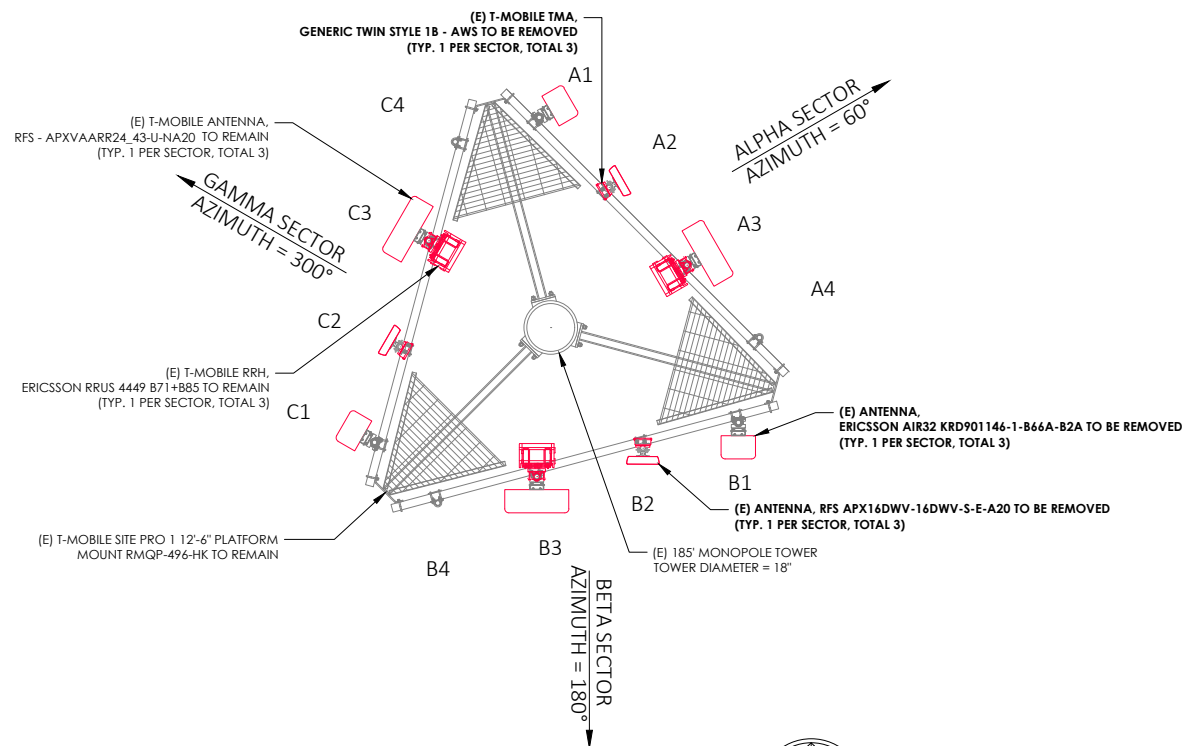 (E) T-MOBILE TMA,
GENERIC TWIN STYLE 1B - AWS TO BE REMOVED
(TYP. 1 PER SECTOR, TOTAL 3)
A1
C4
ALPHA SECTOR
AZIMUTH = 60°
(E) T-MOBILE ANTENNA,
RFS - APXVAARR24_43-U-NA20 TO REMAIN
(TYP. 1 PER SECTOR, TOTAL 3)
A2
GAMMA SECTOR
AZIMUTH = 300°
C3
A3
A4
C2
(E) T-MOBILE RRH,
ERICSSON RRUS 4449 B71+B85 TO REMAIN
(TYP. 1 PER SECTOR, TOTAL 3)
C1
(E) ANTENNA,
ERICSSON AIR32 KRD901146-1-B66A-B2A TO BE REMOVED
(TYP. 1 PER SECTOR, TOTAL 3)
B1
B2
(E) ANTENNA, RFS APX16DWV-16DWV-S-E-A20 TO BE REMOVED
(TYP. 1 PER SECTOR, TOTAL 3)
(E) T-MOBILE SITE PRO 1 12'-6" PLATFORM
MOUNT RMQP-496-HK TO REMAIN
B3
(E) 185' MONOPOLE TOWER
TOWER DIAMETER = 18"
B4
BETA SECTOR
AZIMUTH = 180°